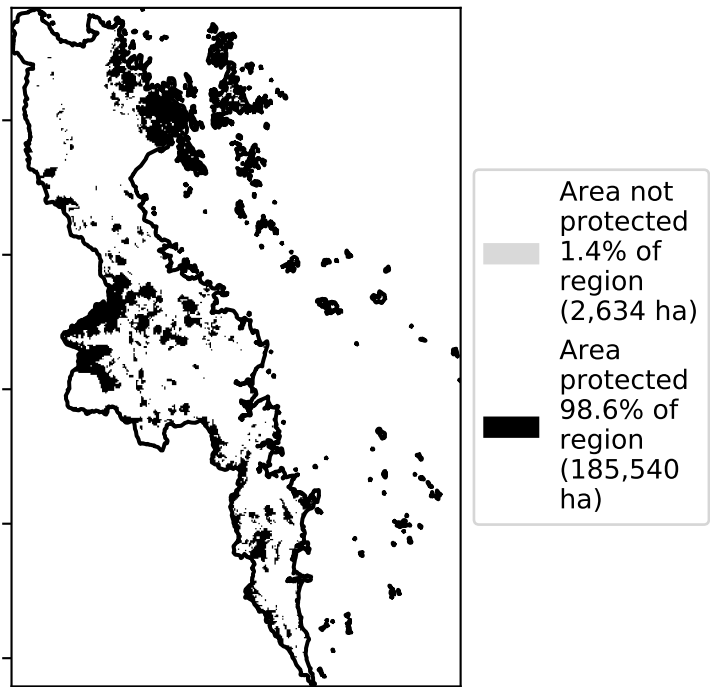 Area not
protected
1.4% of
region
(2,634 ha)
Area
protected
98.6% of
region
(185,540
ha)